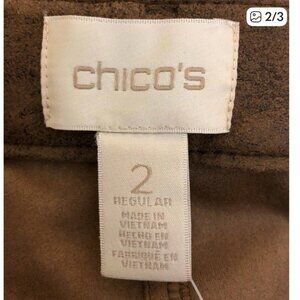 2/3
chico's
2
REGULAR
MADE IN
VIETNAM
HECHO EN
VIETNAM
FABRIQUÉ EN
VIETNAM